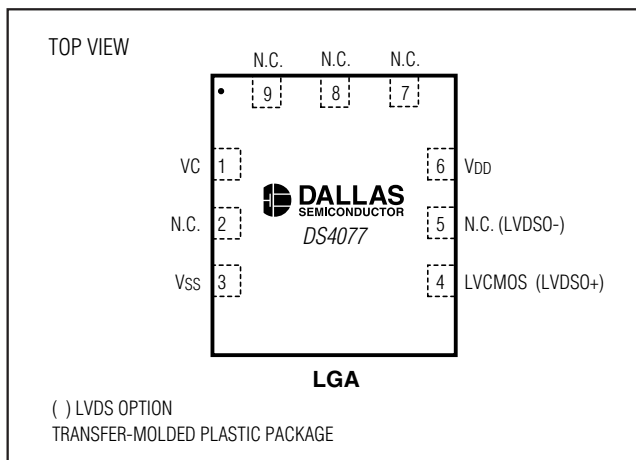 TOP VIEW
N.C. N.C. N.C.
9 8 7
VC 1 6 VDD
DALLAS
SEMICONDUCTOR
N.C. 2 5 N.C. (LVDSO-)
DS4077
VSS 3 4 LVCMOS (LVDSO+)
LGA
( ) LVDS OPTION
TRANSFER-MOLDED PLASTIC PACKAGE